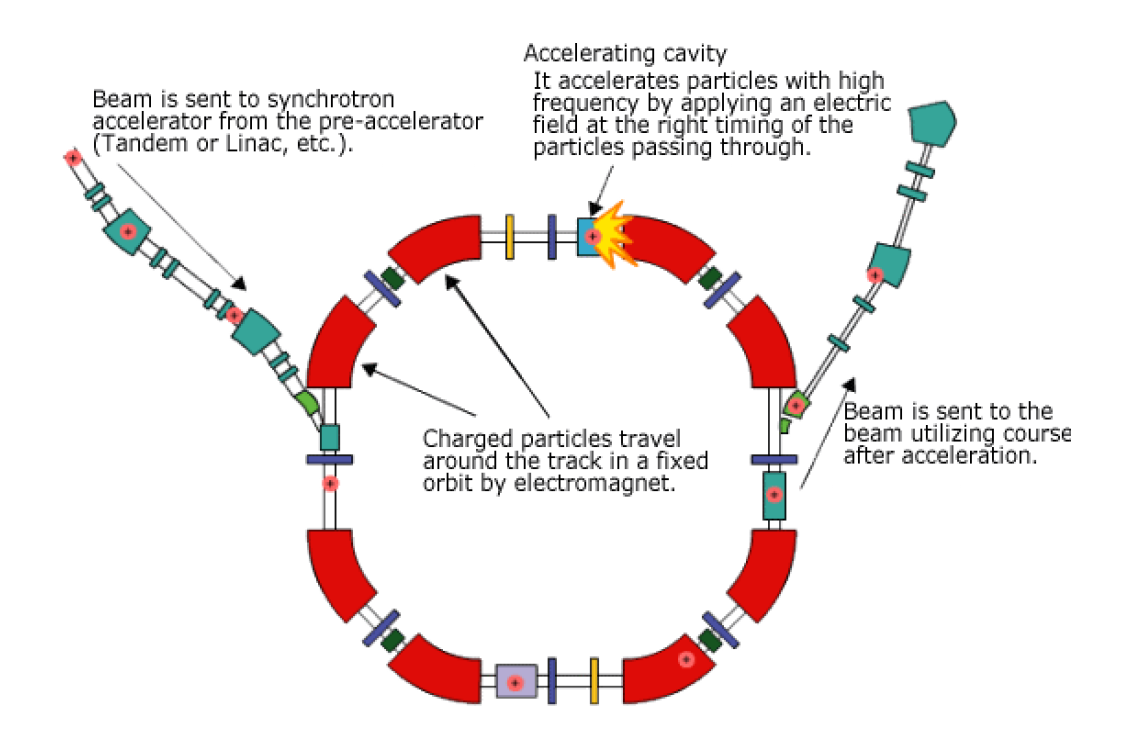 Accelerating cavity
It accelerates particles with high
frequency by applying an electric
field at the right timing of the
particles passing through.
Beam is sent to synchrotron
accelerator from the pre-accelerator
(Tandem or Linac, etc.).
Charged particles travel
around the track in a fixed
orbit by electromagnet.
Beam is sent to the
beam utilizing course
after acceleration.